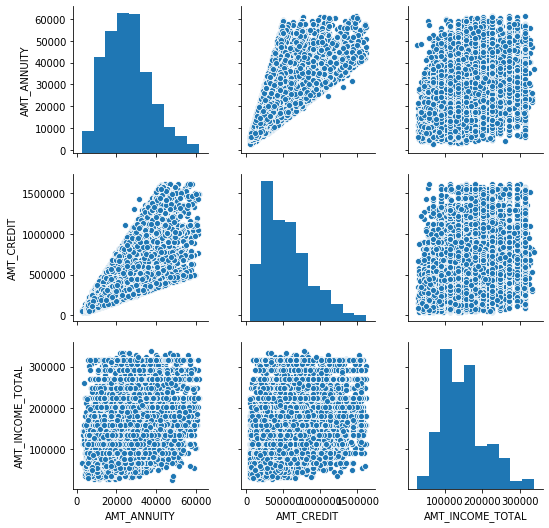 AMT_ANNUITY
60000
50000
40000
30000
20000
10000
0
AMT_CREDIT
1500000
1000000
500000
0
AMT_INCOME_TOTAL
300000
200000
100000
0 20000 40000 60000
0 500000 1000000 1500000
100000 200000 300000
AMT_ANNUITY AMT_CREDIT AMT_INCOME_TOTAL